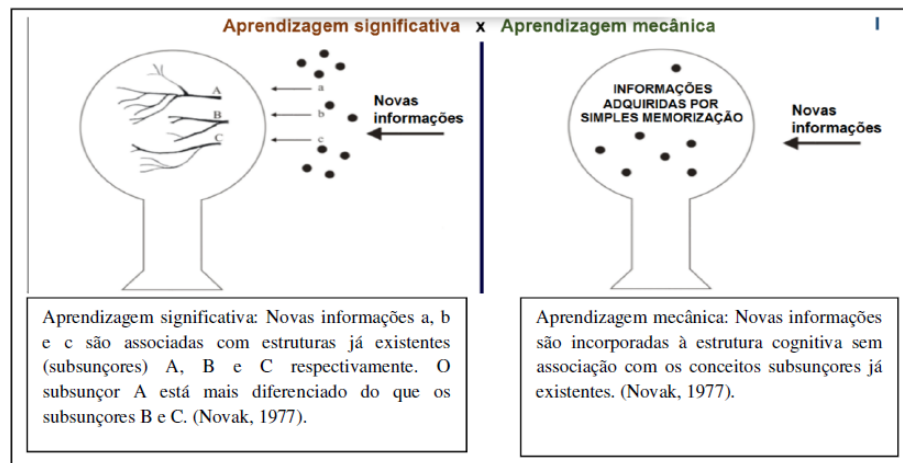 Aprendizagem significativa x Aprendizagem mecânica
A
B
C
a
b
c
Novas
informações
INFORMAÇÕES
ADQUIRIDAS POR
SIMPLES MEMORIZAÇÃO
Novas
informações
Aprendizagem significativa: Novas informações a, b
e c são associadas com estruturas já existentes
(subsunçores) A, B e C respectivamente. O
subsunçor A está mais diferenciado do que os
subsunçores B e C. (Novak, 1977).
Aprendizagem mecânica: Novas informações
são incorporadas à estrutura cognitiva sem
associação com os conceitos subsunçores já
existentes. (Novak, 1977).